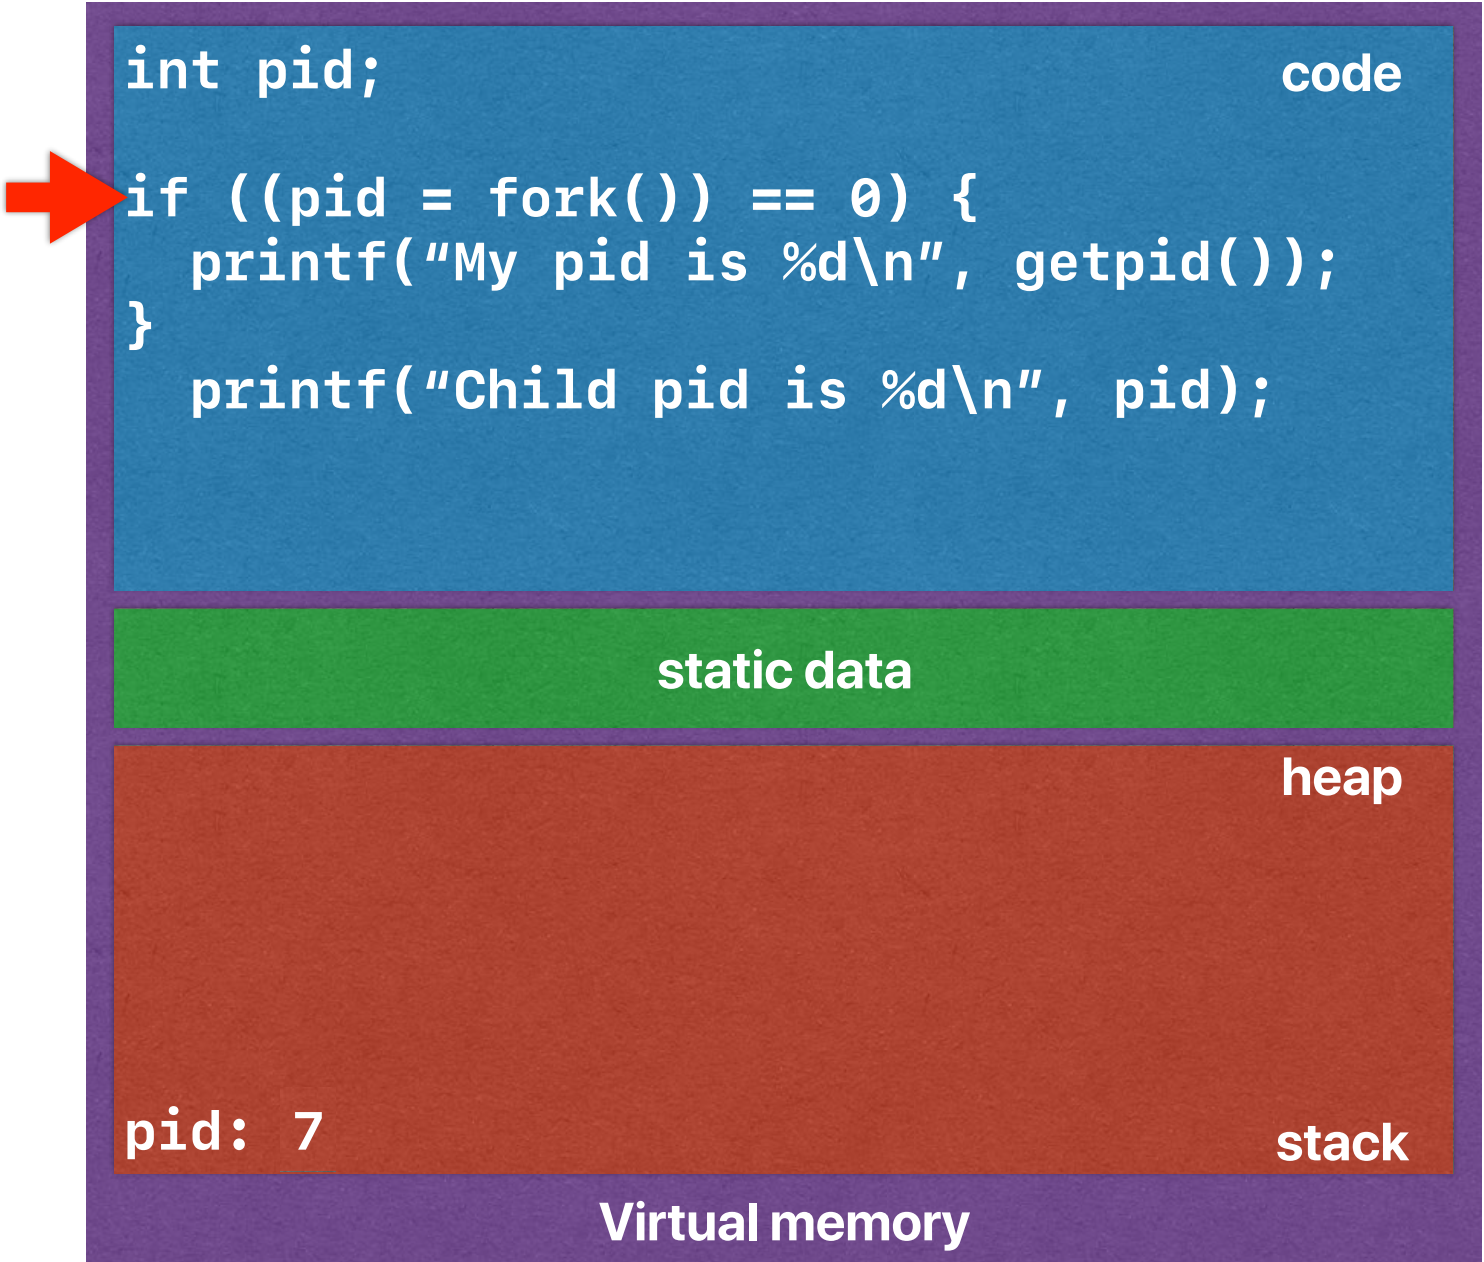 int pid;
code
if ((pid = fork()) == 0) {
  printf(“My pid is %d\n”, getpid());
}
  printf(“Child pid is %d\n”, pid);
static data
heap
pid: 7
stack
Virtual memory